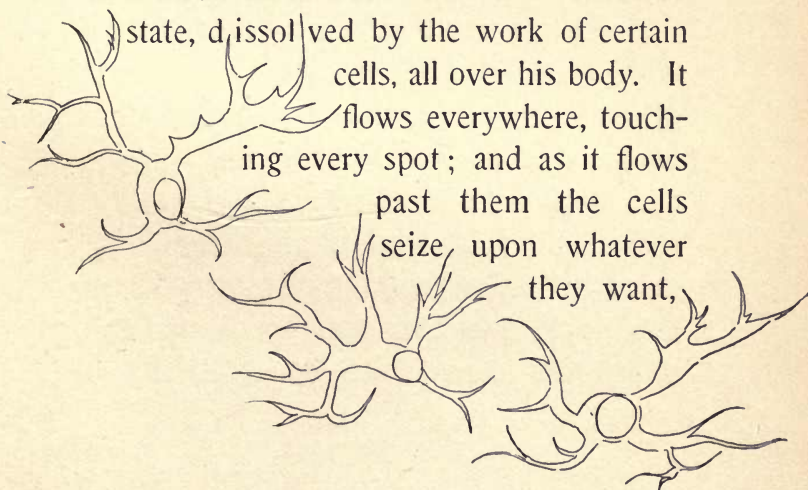 state, dissolved by the work of certain
cells, all over his body. It
flows everywhere, touch-
ing every spot; and as it flows
past them the cells
seize upon whatever
they want,